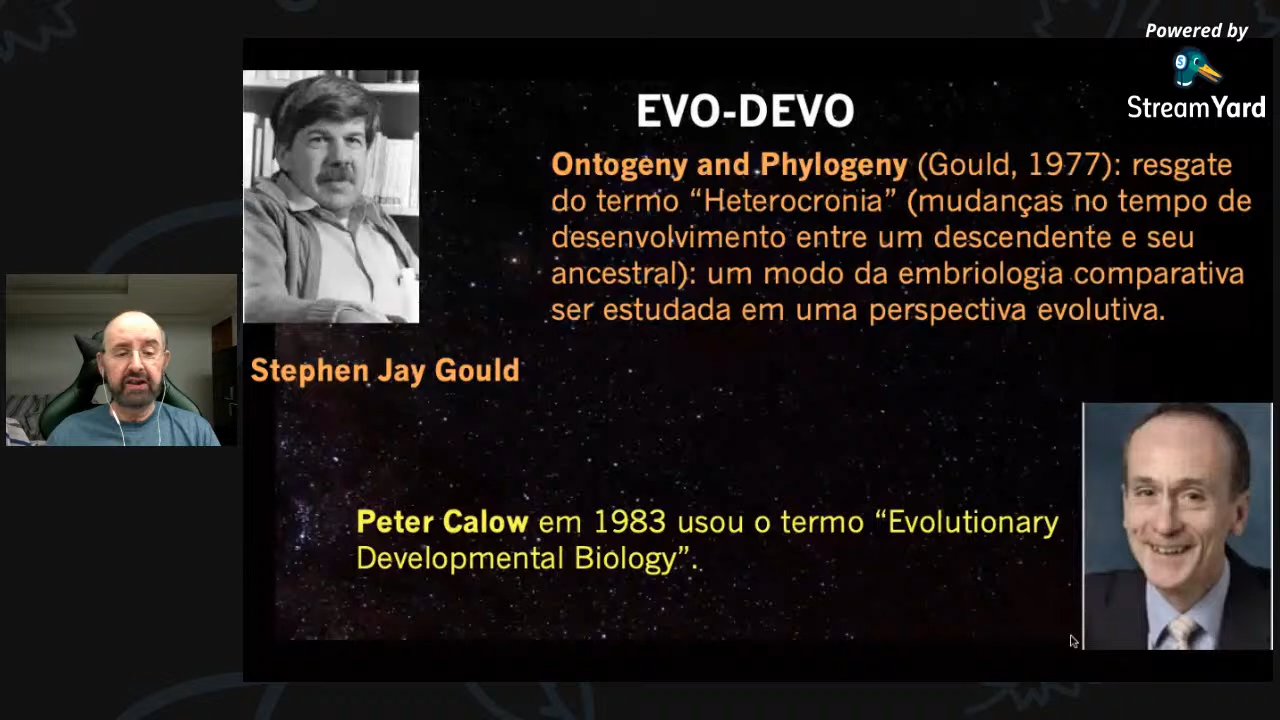 Powered by
StreamYard
EVO-DEVO
Ontogeny and Phylogeny (Gould, 1977): resgate
do termo “Heterocronia” (mudanças no tempo de
desenvolvimento entre um descendente e seu
ancestral): um modo da embriologia comparativa
ser estudada em uma perspectiva evolutiva.
Stephen Jay Gould
Peter Calow em 1983 usou o termo “Evolutionary
Developmental Biology”.